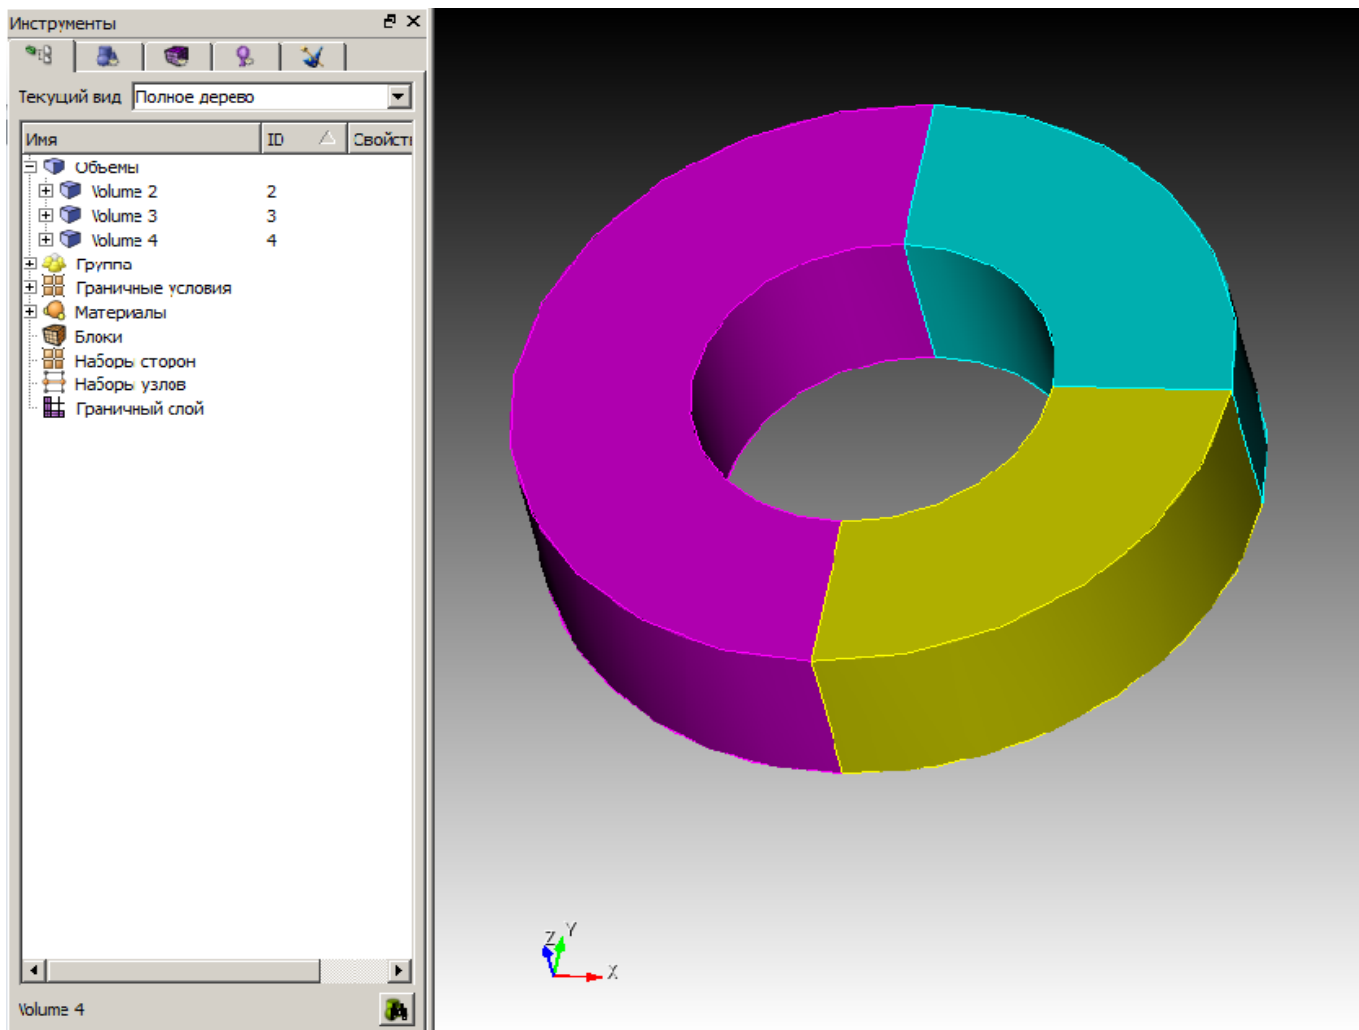 Инструменты
Текущий вид Полное дерево
Имя ID Свойст
Объемы
Volume 2 2
Volume 3 3
Volume 4 4
Группа
Граничные условия
Материалы
Блоки
Наборы сторон
Наборы узлов
Граничный слой
Z Y
X
Volume 4